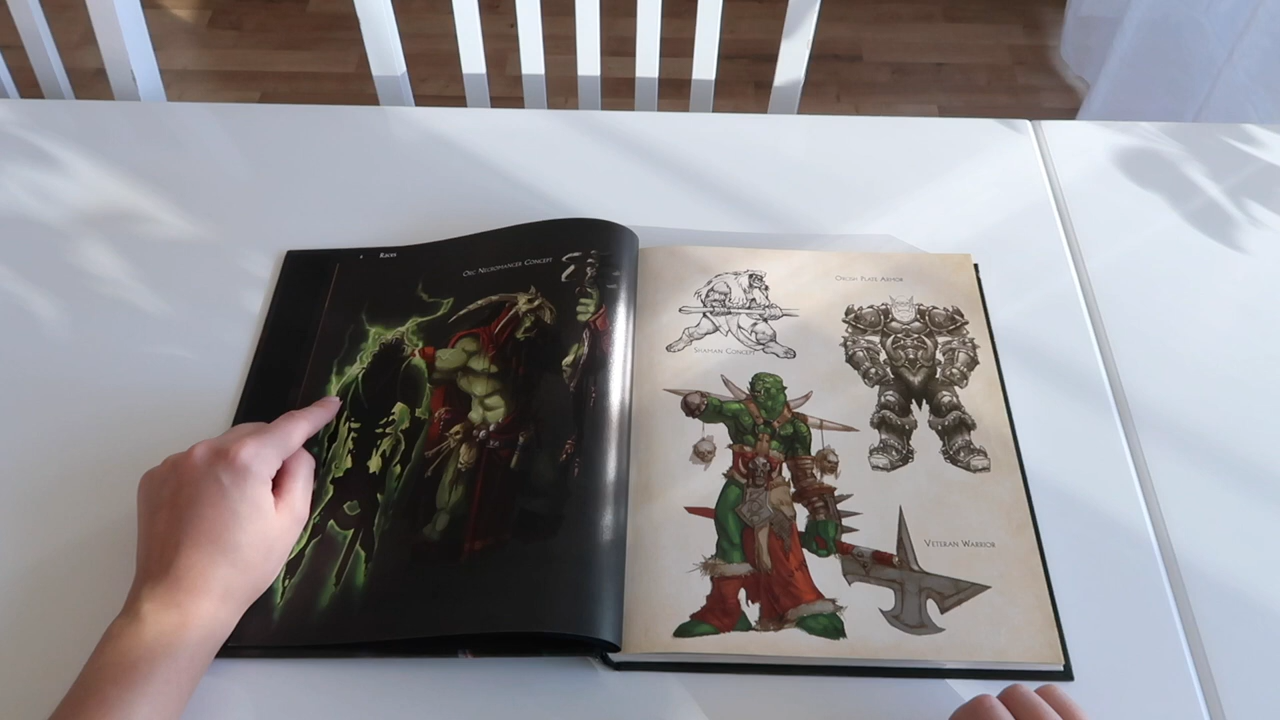 Races
Orc Necromancer Concept
Orcish Plate Armor
Shaman Concept
Veteran Warrior